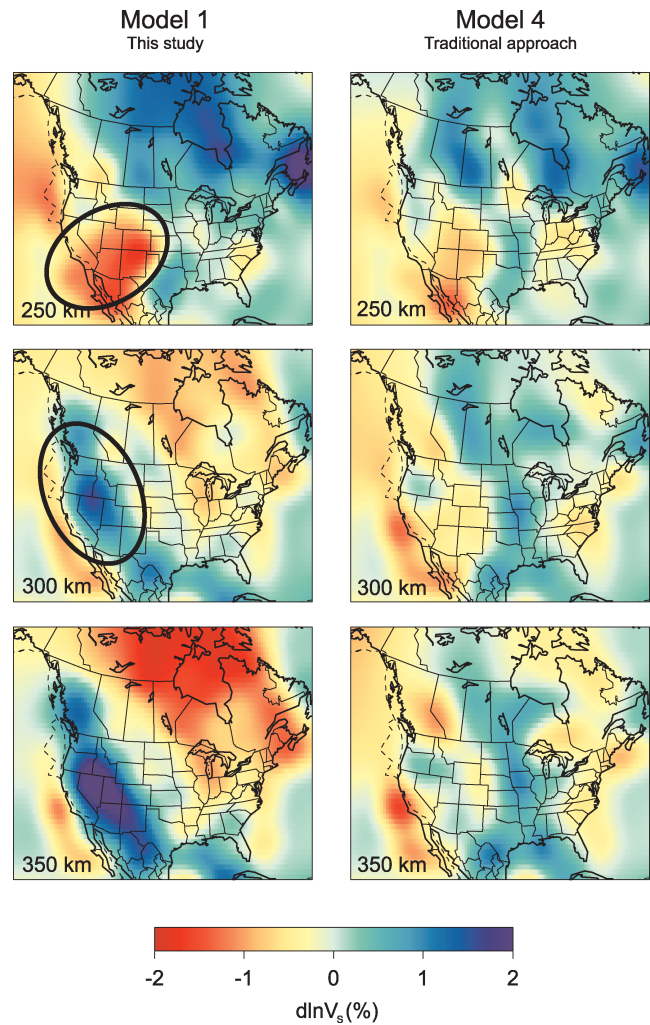 Model 1
This study
Model 4
Traditional approach
250 km
250 km
300 km
300 km
350 km
350 km
-2 -1 0 1 2
dlnVs(%)